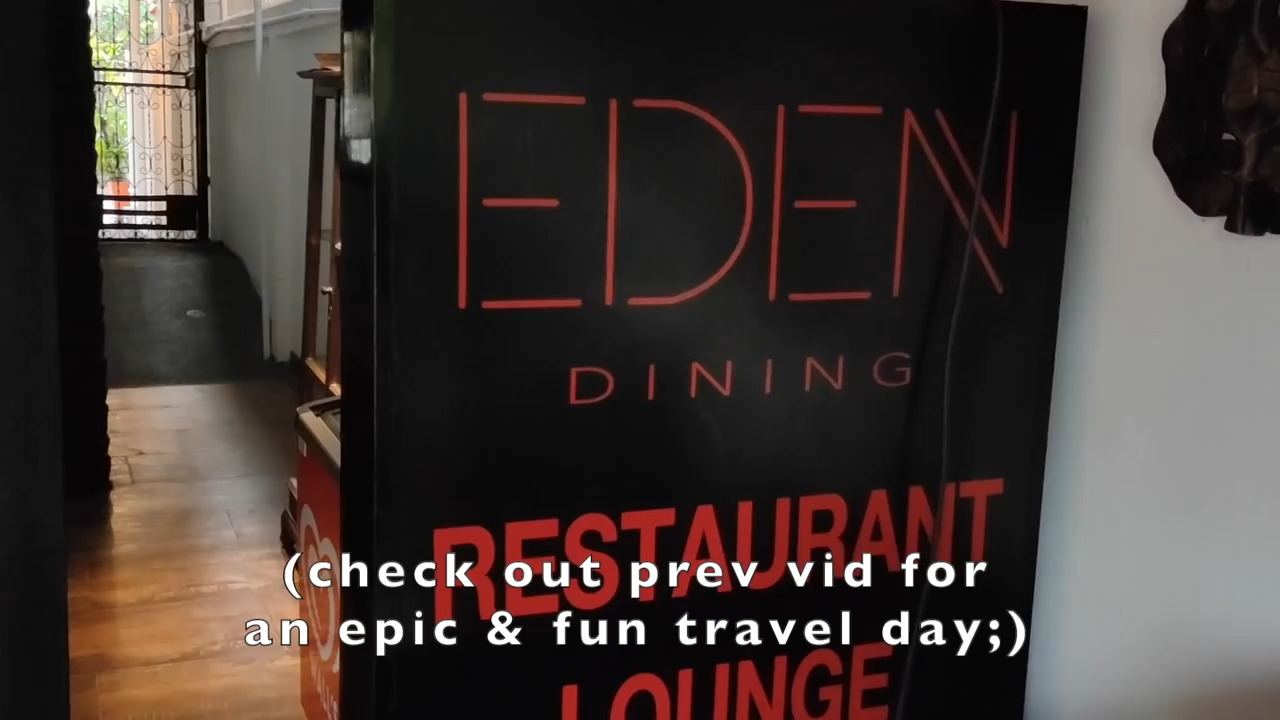 EDEN
DINING
RESTAURANT
LOUNGE
(check out prev vid for
an epic & fun travel day;)